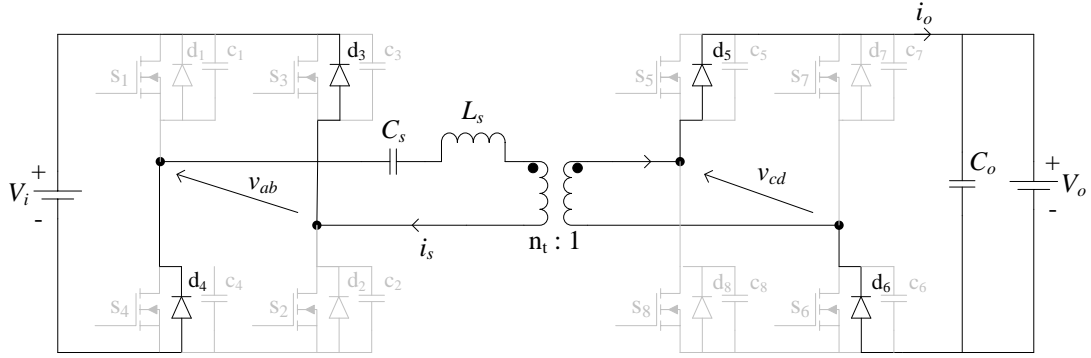 i_o
d_1 c_1 d_3 c_3 d_5 c_5 d_7 c_7
s_1 s_3 s_5 s_7
C_s L_s
+ V_i -
v_ab v_cd
C_o + V_o -
i_s n_t : 1
d_4 c_4 d_2 c_2 d_8 c_8 d_6 c_6
s_4 s_2 s_8 s_6